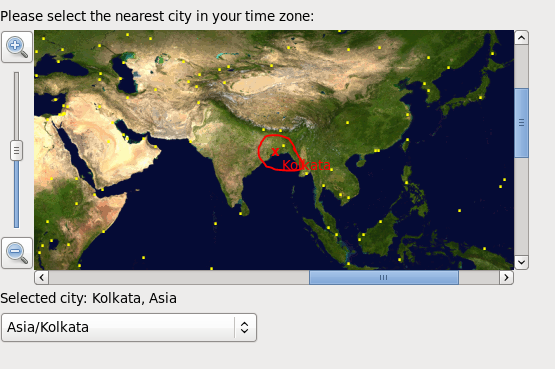 Please select the nearest city in your time zone:
Kolkata
Selected city: Kolkata, Asia
Asia/Kolkata